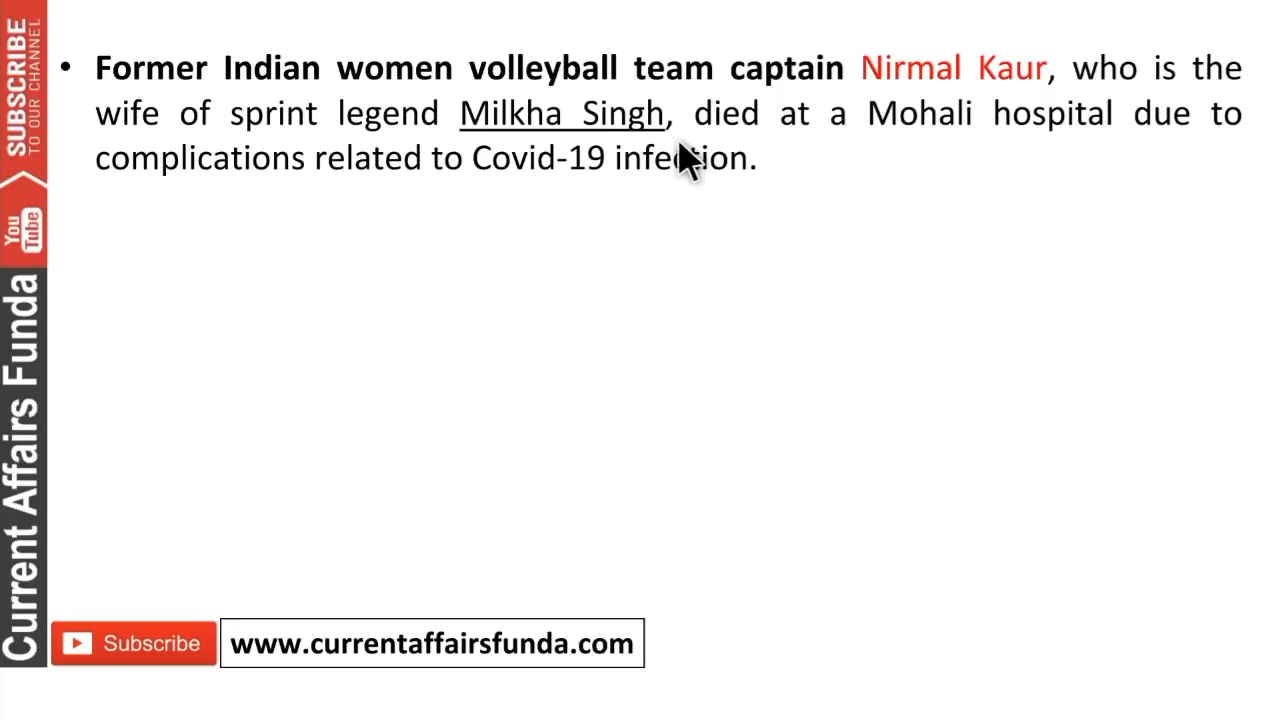 SUBSCRIBE
TO OUR CHANNEL
You
Tube
Current Affairs Funda
• Former Indian women volleyball team captain Nirmal Kaur, who is the
wife of sprint legend Milkha Singh, died at a Mohali hospital due to
complications related to Covid-19 infection.
Subscribe
www.currentaffairsfunda.com